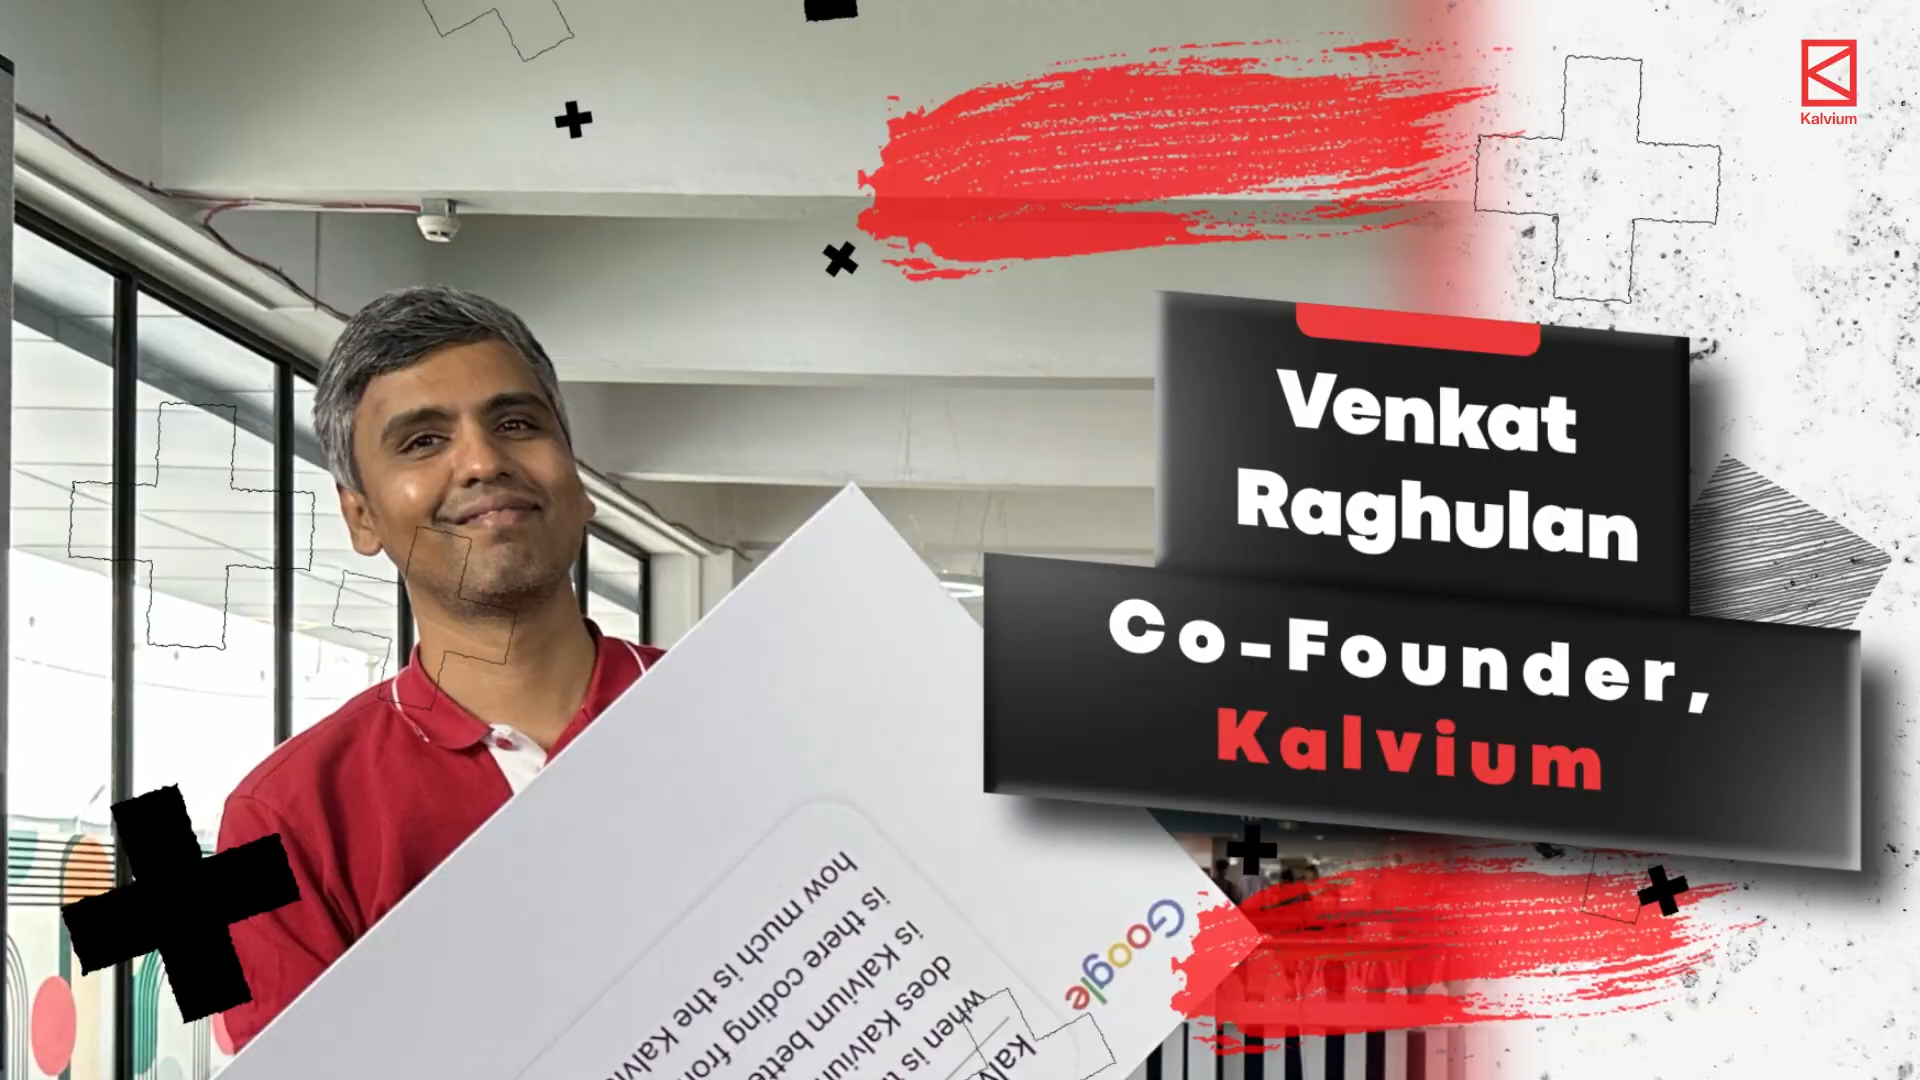 Kalvium
Venkat
Raghulan
Co-Founder,
Kalvium
Google
how much is the
is there coding
is kalvium
does
when is